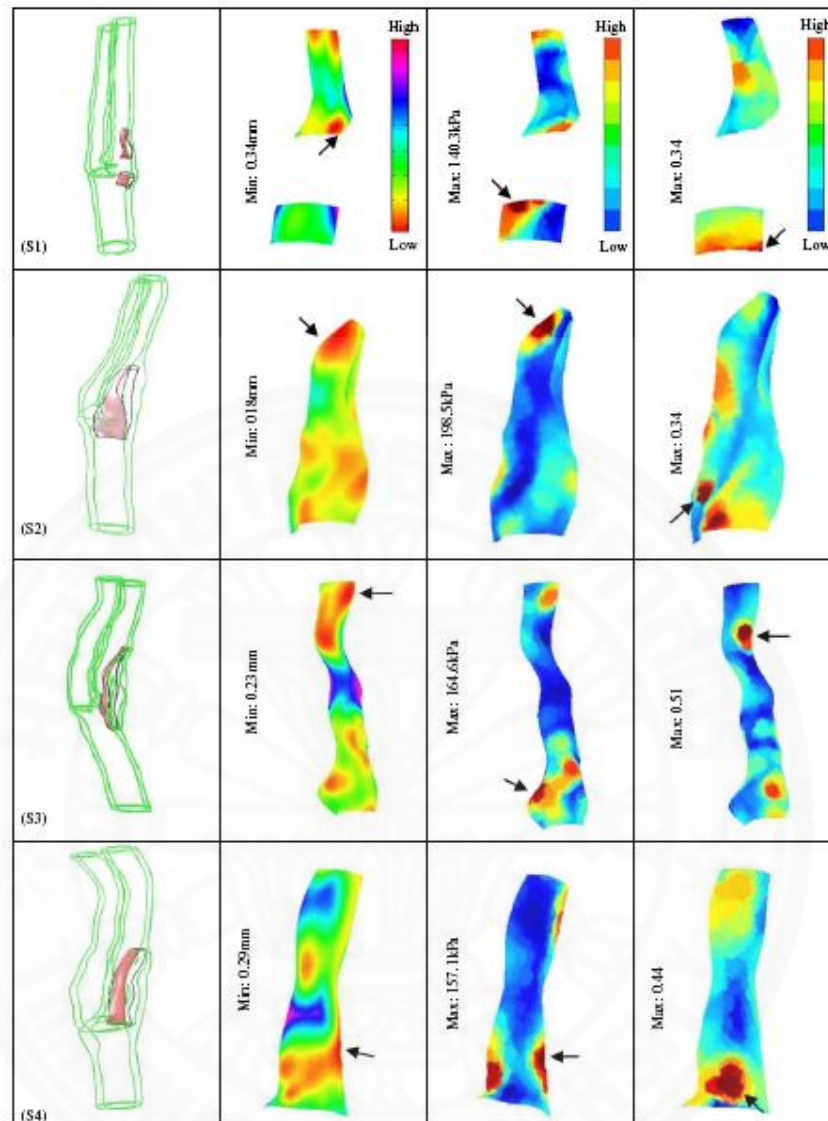 High
Low
Min: 0.34mm
High
Low
Max: 140.3kPa
High
Low
Max: 0.34
(S1)
Min: 018mm
Max: 198.5kPa
Max: 0.34
(S2)
Min: 0.23 mm
Max: 164.6kPa
Max: 0.51
(S3)
Min: 0.29mm
Max: 157.1kPa
Max: 0.44
(S4)